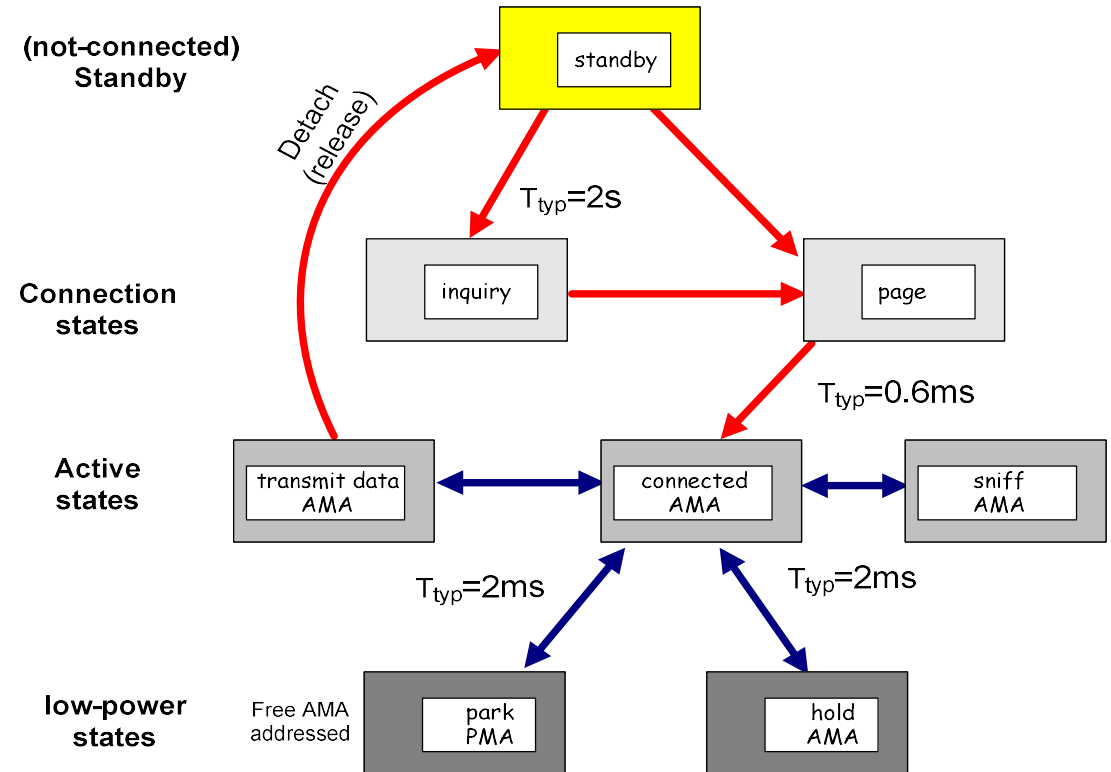 (not-connected)
Standby
standby
Detach
(release)
Ttyp=2s
Connection
states
inquiry
page
Ttyp=0.6ms
Active
states
transmit data
AMA
connected
AMA
sniff
AMA
Ttyp=2ms
Ttyp=2ms
low-power
states
Free AMA
addressed
park
PMA
hold
AMA